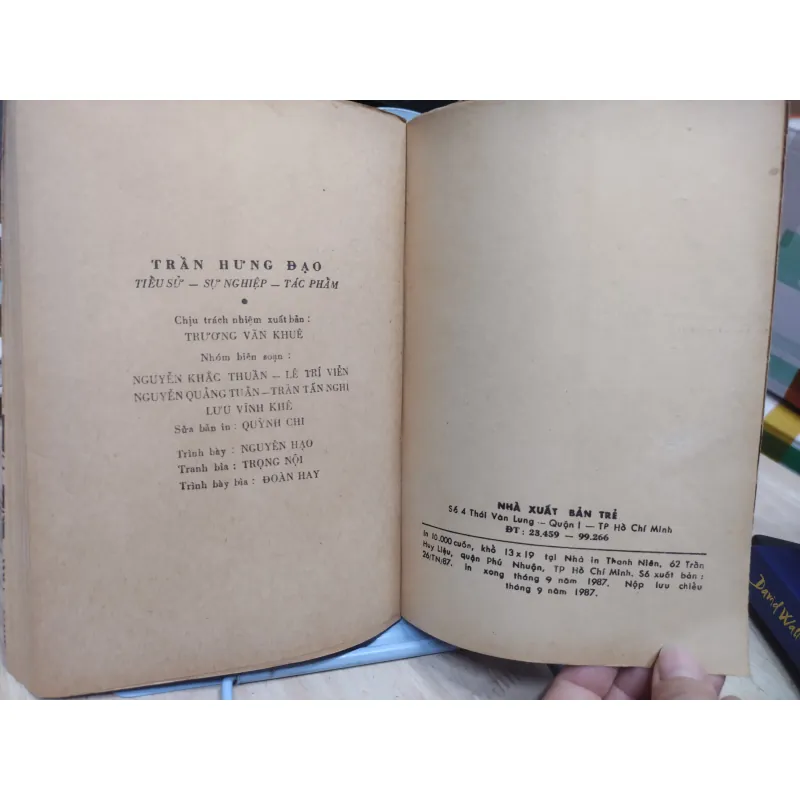 TRẦN HƯNG ĐẠO
TIỂU SỬ — SỰ NGHIỆP — TÁC PHẨM
Chịu trách nhiệm xuất bản :
TRƯƠNG VĂN KHUÊ
Nhóm biên soạn :
NGUYỄN KHẮC THUẦN — LÊ TRÍ VIỄN
NGUYỄN QUẢNG TUÂN — TRẦN TẤN NGHỊ
LƯU VĨNH KHÊ
Sửa bản in : QUỲNH CHI
Trình bày : NGUYÊN HẠO
Tranh bìa : TRỌNG NỘI
Trình bày bìa : ĐOÀN HAY
NHÀ XUẤT BẢN TRẺ
Số 4 Thái Văn Lung — Quận I — TP Hồ Chí Minh
ĐT : 23.459 — 99.266
In 10.000 cuốn, khổ 13 x 19 tại Nhà in Thanh Niên, 62 Trần
Huy Liệu, quận Phú Nhuận, TP Hồ Chí Minh. Số xuất bản :
26/TN/87. In xong tháng 9 năm 1987. Nộp lưu chiểu
tháng 9 năm 1987.
David